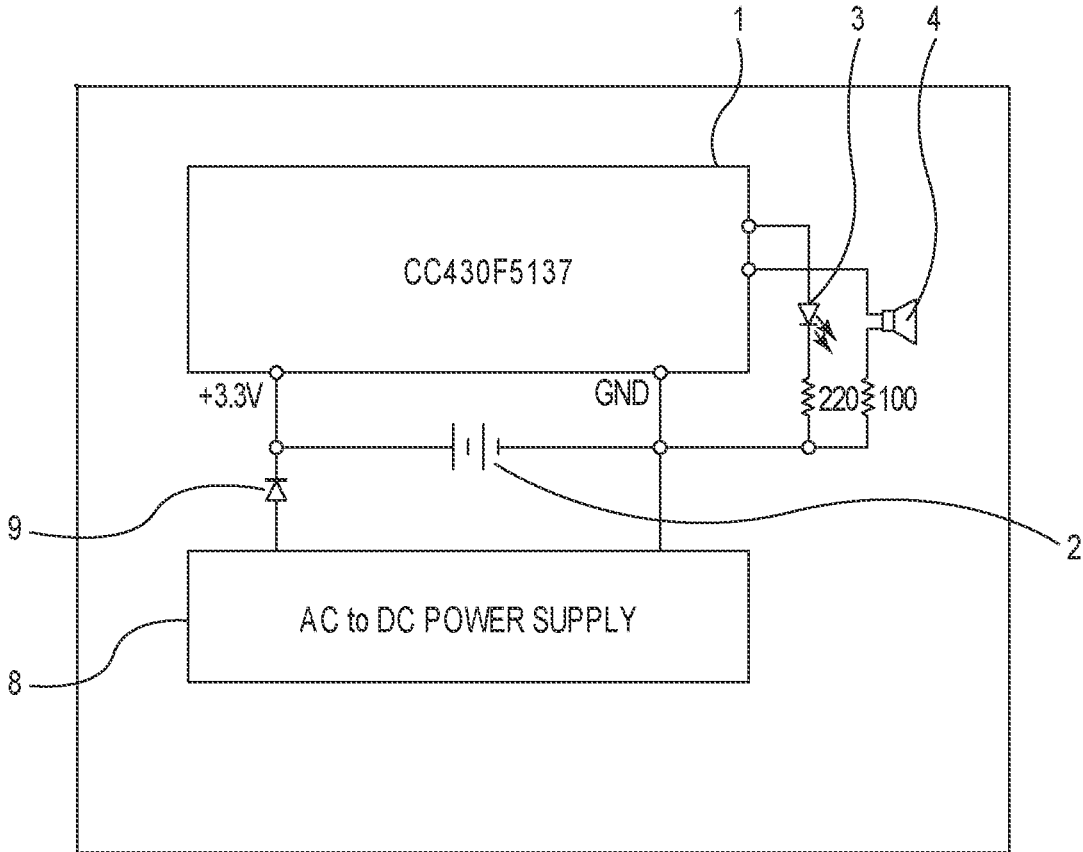 1
3
4
CC430F5137
+3.3V
GND
220
100
9
2
AC to DC POWER SUPPLY
8